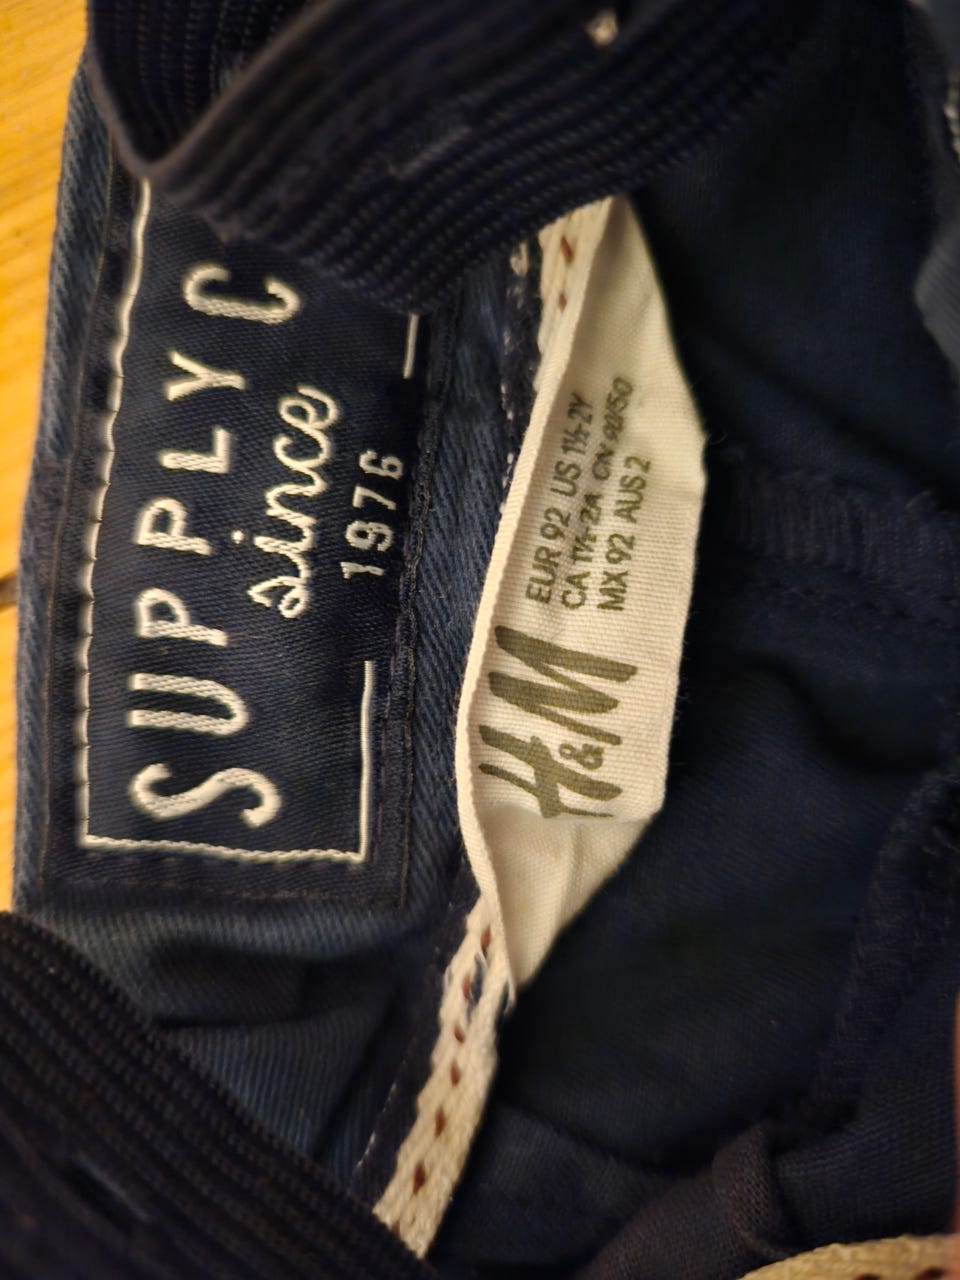 SUPPLY C
since
1976
H&M
EUR 92 US 1½-2Y
CA 1½-2A CN 92/50
MX 92 AUS 2